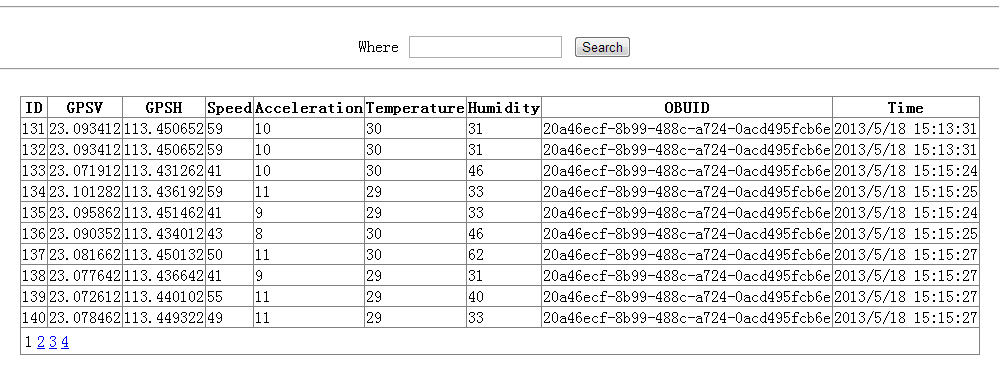 Where Search
ID GPSV GPSH Speed Acceleration Temperature Humidity OBUID Time
131 23.093412 113.450652 59 10 30 31 20a46ecf-8b99-488c-a724-0acd495fcb6e 2013/5/18 15:13:31
132 23.093412 113.450652 59 10 30 31 20a46ecf-8b99-488c-a724-0acd495fcb6e 2013/5/18 15:13:31
133 23.071912 113.431262 41 10 30 46 20a46ecf-8b99-488c-a724-0acd495fcb6e 2013/5/18 15:15:24
134 23.101282 113.436192 59 11 29 33 20a46ecf-8b99-488c-a724-0acd495fcb6e 2013/5/18 15:15:25
135 23.095862 113.451462 41 9 29 33 20a46ecf-8b99-488c-a724-0acd495fcb6e 2013/5/18 15:15:24
136 23.090352 113.434012 43 8 30 46 20a46ecf-8b99-488c-a724-0acd495fcb6e 2013/5/18 15:15:25
137 23.081662 113.450132 50 11 30 62 20a46ecf-8b99-488c-a724-0acd495fcb6e 2013/5/18 15:15:27
138 23.077642 113.436642 41 9 29 31 20a46ecf-8b99-488c-a724-0acd495fcb6e 2013/5/18 15:15:27
139 23.072612 113.440102 55 11 29 40 20a46ecf-8b99-488c-a724-0acd495fcb6e 2013/5/18 15:15:27
140 23.078462 113.449322 49 11 29 33 20a46ecf-8b99-488c-a724-0acd495fcb6e 2013/5/18 15:15:27
1 2 3 4